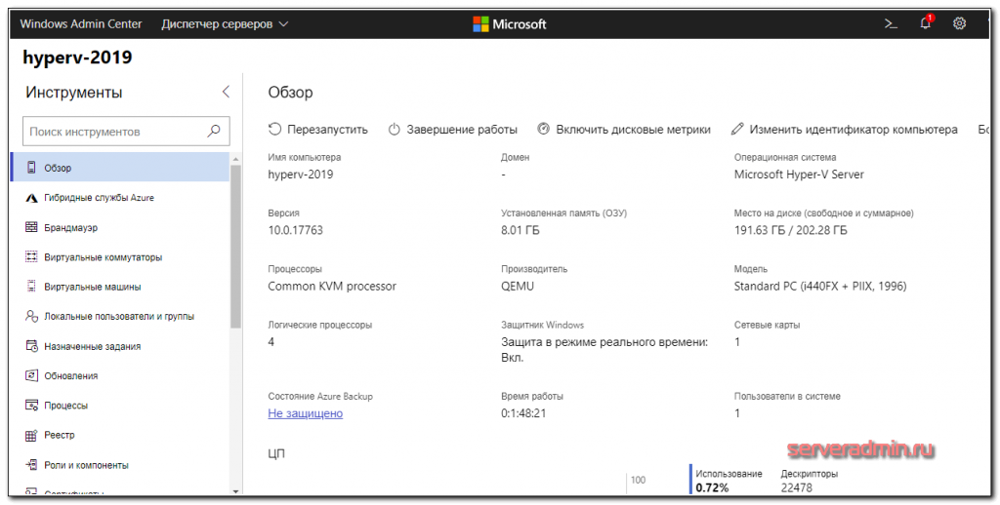 Windows Admin Center Диспетчер серверов Microsoft 1
hyperv-2019
Инструменты
Поиск инструментов
Обзор
Гибридные службы Azure
Брандмауэр
Виртуальные коммутаторы
Виртуальные машины
Локальные пользователи и группы
Назначенные задания
Обновления
Процессы
Реестр
Роли и компоненты
Сертификаты
Обзор
Перезапустить Завершение работы Включить дисковые метрики Изменить идентификатор компьютера
Имя компьютера Домен Операционная система
hyperv-2019 - Microsoft Hyper-V Server
Версия Установленная память (ОЗУ) Место на диске (свободное и суммарное)
10.0.17763 8.01 ГБ 191.63 ГБ / 202.28 ГБ
Процессоры Производитель Модель
Common KVM processor QEMU Standard PC (i440FX + PIIX, 1996)
Логические процессоры Защитник Windows Сетевые карты
4 Защита в режиме реального времени: 1
Вкл.
Состояние Azure Backup Время работы Пользователи в системе
Не защищено 0:1:48:21 1
serveradmin.ru
ЦП
100 Использование Дескрипторы
0.72% 22478